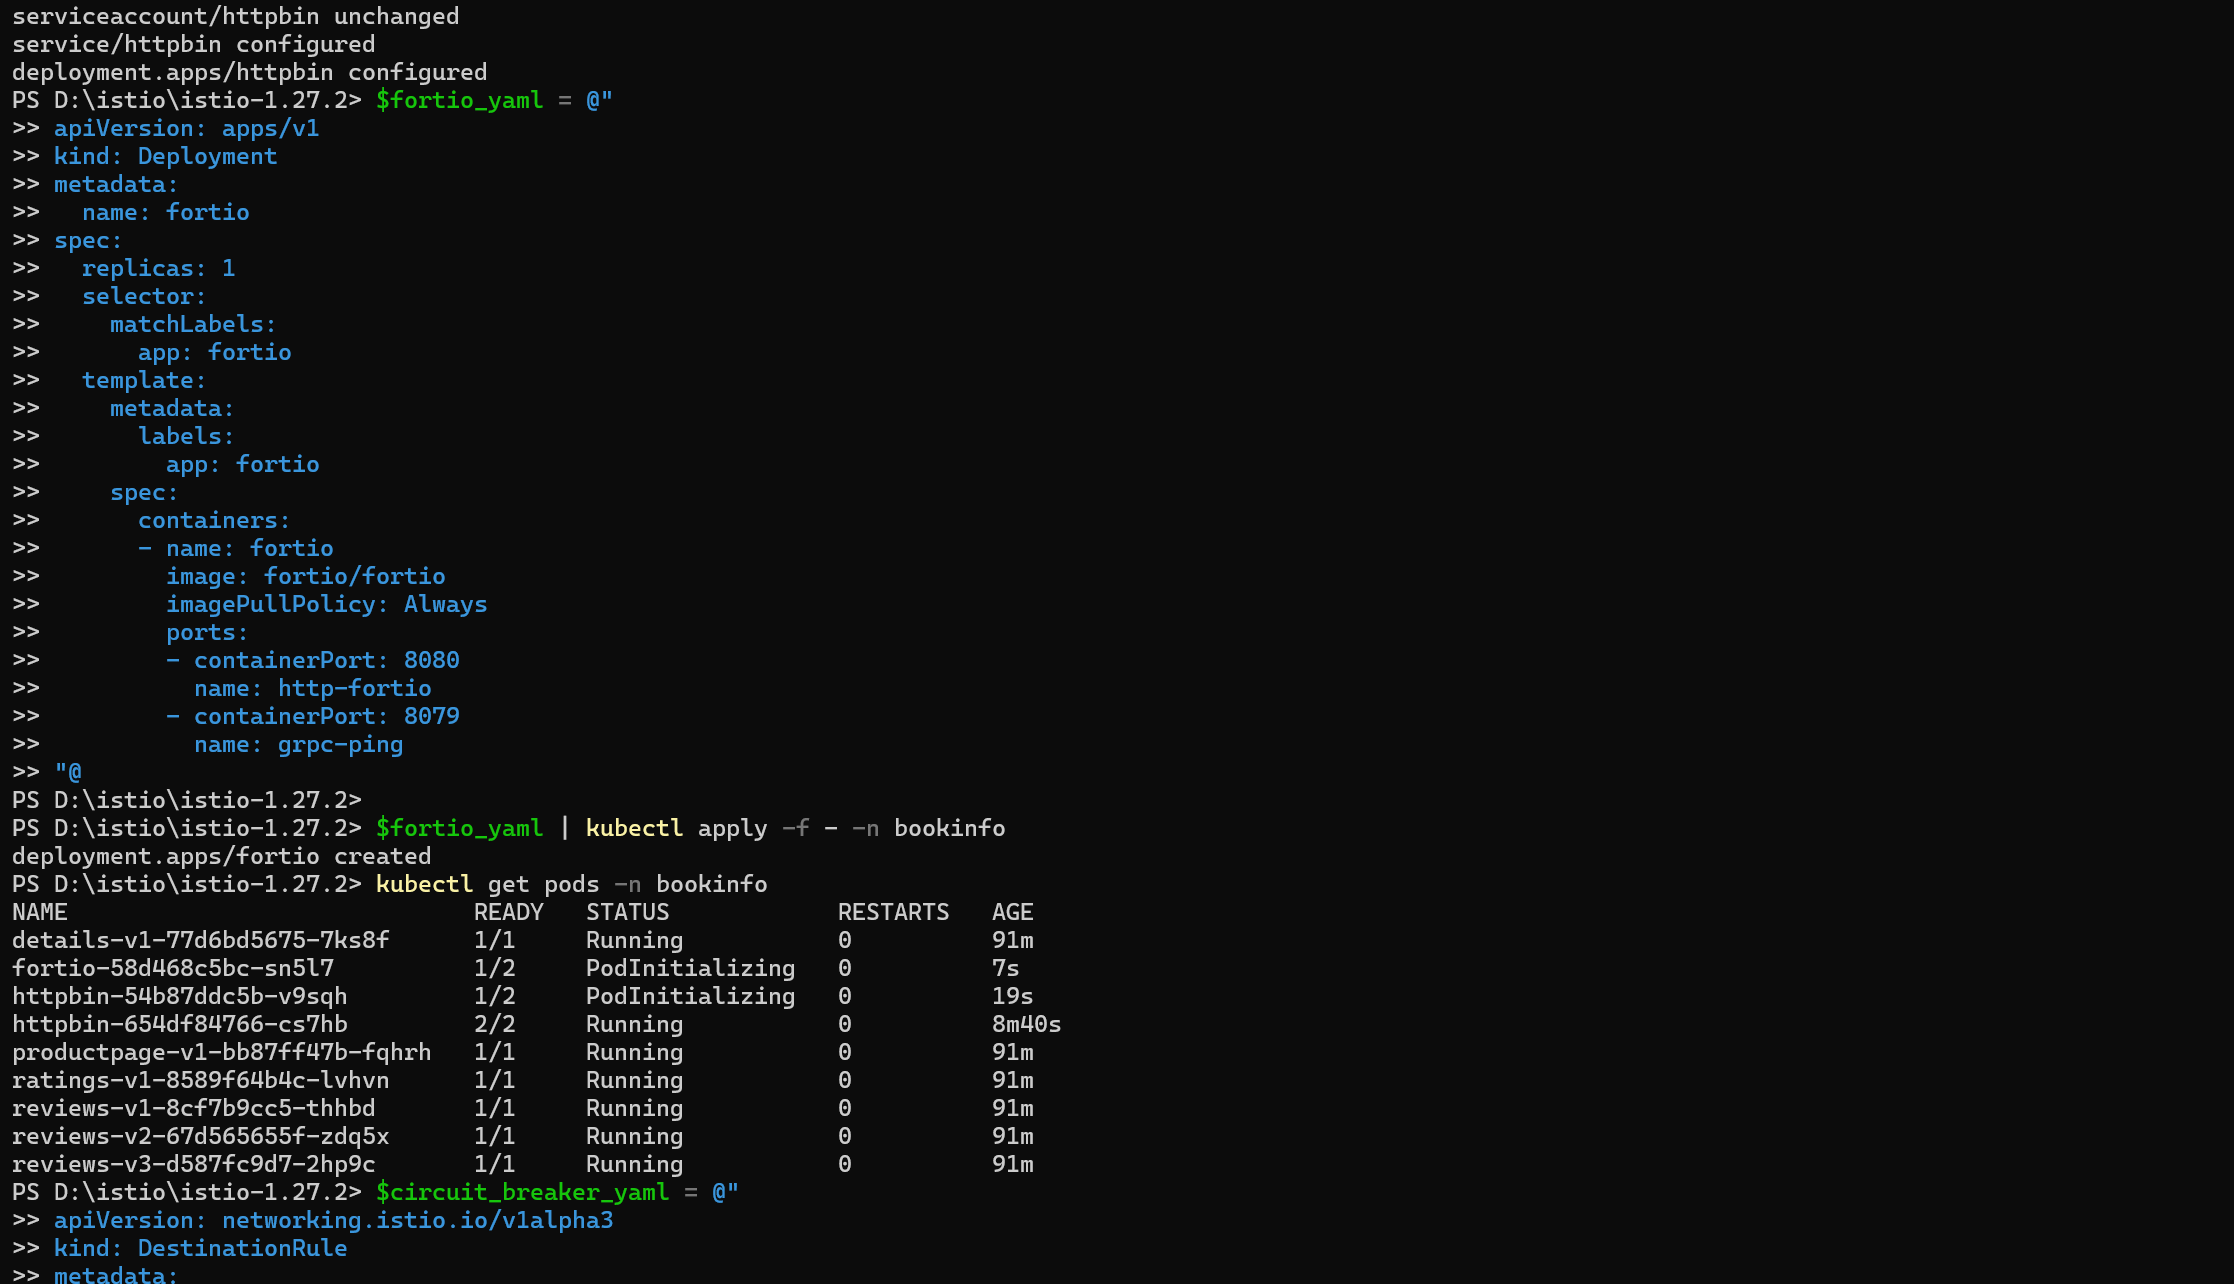 serviceaccount/httpbin unchanged
service/httpbin configured
deployment.apps/httpbin configured
PS D:\istio\istio-1.27.2> $fortio_yaml = @"
>> apiVersion: apps/v1
>> kind: Deployment
>> metadata:
>>   name: fortio
>> spec:
>>   replicas: 1
>>   selector:
>>     matchLabels:
>>       app: fortio
>>   template:
>>     metadata:
>>       labels:
>>         app: fortio
>>     spec:
>>       containers:
>>       - name: fortio
>>         image: fortio/fortio
>>         imagePullPolicy: Always
>>         ports:
>>         - containerPort: 8080
>>           name: http-fortio
>>         - containerPort: 8079
>>           name: grpc-ping
>> "@
PS D:\istio\istio-1.27.2>
PS D:\istio\istio-1.27.2> $fortio_yaml | kubectl apply -f - -n bookinfo
deployment.apps/fortio created
PS D:\istio\istio-1.27.2> kubectl get pods -n bookinfo
NAME                             READY   STATUS            RESTARTS   AGE
details-v1-77d6bd5675-7ks8f      1/1     Running           0          91m
fortio-58d468c5bc-sn5l7          1/2     PodInitializing   0          7s
httpbin-54b87ddc5b-v9sqh         1/2     PodInitializing   0          19s
httpbin-654df84766-cs7hb         2/2     Running           0          8m40s
productpage-v1-bb87ff47b-fqhrh   1/1     Running           0          91m
ratings-v1-8589f64b4c-lvhvn      1/1     Running           0          91m
reviews-v1-8cf7b9cc5-thhbd       1/1     Running           0          91m
reviews-v2-67d565655f-zdq5x      1/1     Running           0          91m
reviews-v3-d587fc9d7-2hp9c       1/1     Running           0          91m
PS D:\istio\istio-1.27.2> $circuit_breaker_yaml = @"
>> apiVersion: networking.istio.io/v1alpha3
>> kind: DestinationRule
>> metadata: